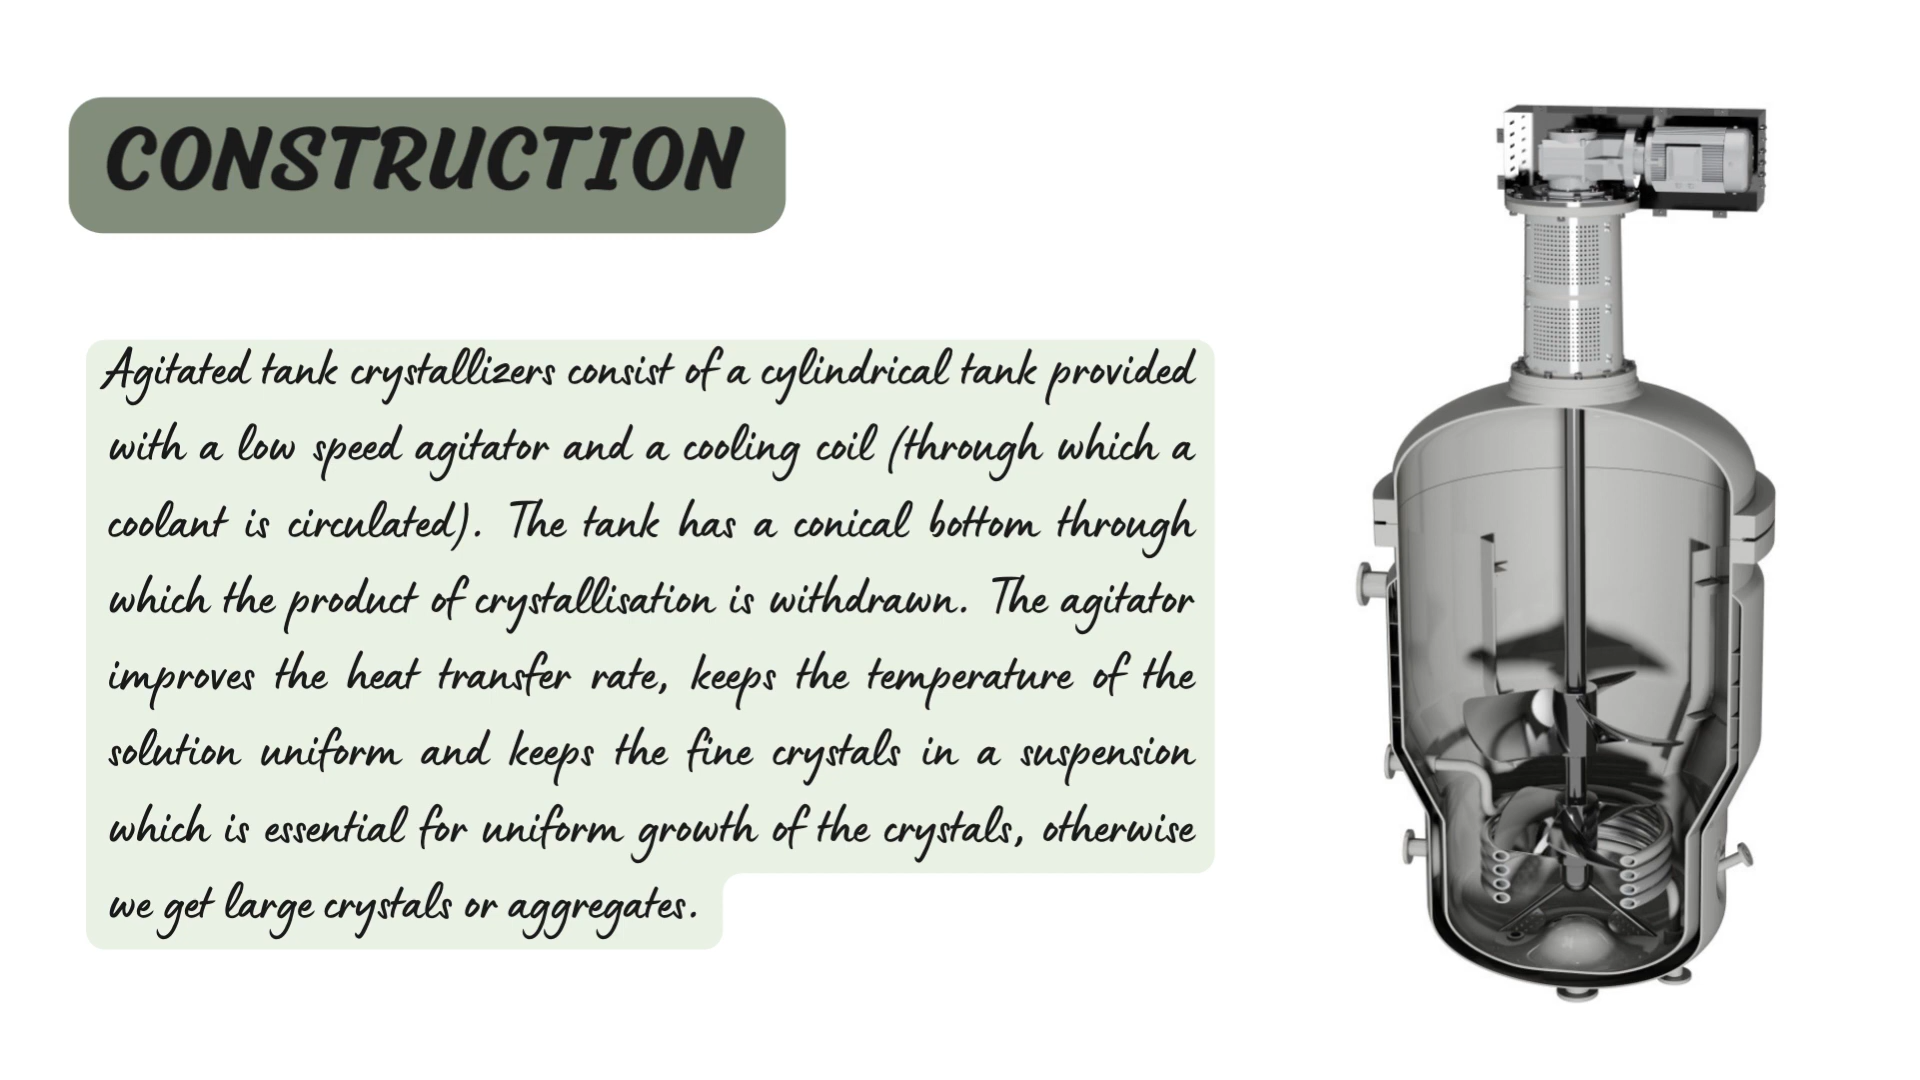 CONSTRUCTION
Agitated tank crystallizers consist of a cylindrical tank provided
with a low speed agitator and a cooling coil (through which a
coolant is circulated). The tank has a conical bottom through
which the product of crystallisation is withdrawn. The agitator
improves the heat transfer rate, keeps the temperature of the
solution uniform and keeps the fine crystals in a suspension
which is essential for uniform growth of the crystals, otherwise
we get large crystals or aggregates.